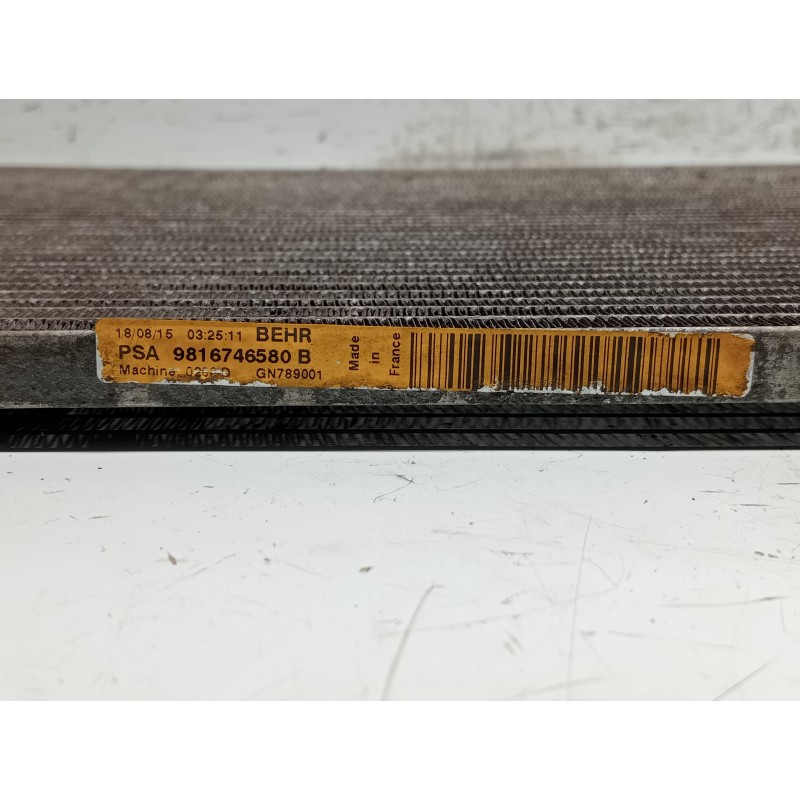 18/08/15 03:25:11 BEHR
PSA 9816746580 B
Machine GN789001
Made
in
France